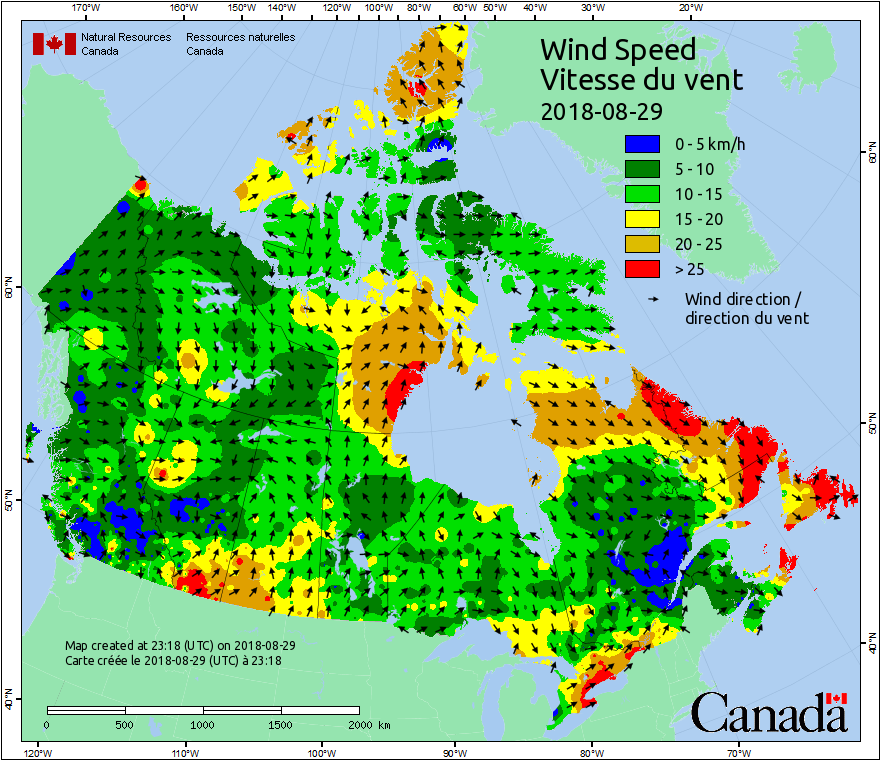 170°W 160°W 150°W 140°W 120°W 100°W 80°W 60°W 50°W 40°W 30°W 20°W
Natural Resources Ressources naturelles
Canada Canada
Wind Speed
Vitesse du vent
2018-08-29
0 - 5 km/h
5 - 10
10 - 15
15 - 20
20 - 25
> 25
Wind direction /
direction du vent
60°N
60°N
50°N
50°N
40°N
40°N
Map created at 23:18 (UTC) on 2018-08-29
Carte créée le 2018-08-29 (UTC) à 23:18
0 500 1000 1500 2000 km
Canada
120°W 110°W 100°W 90°W 80°W 70°W